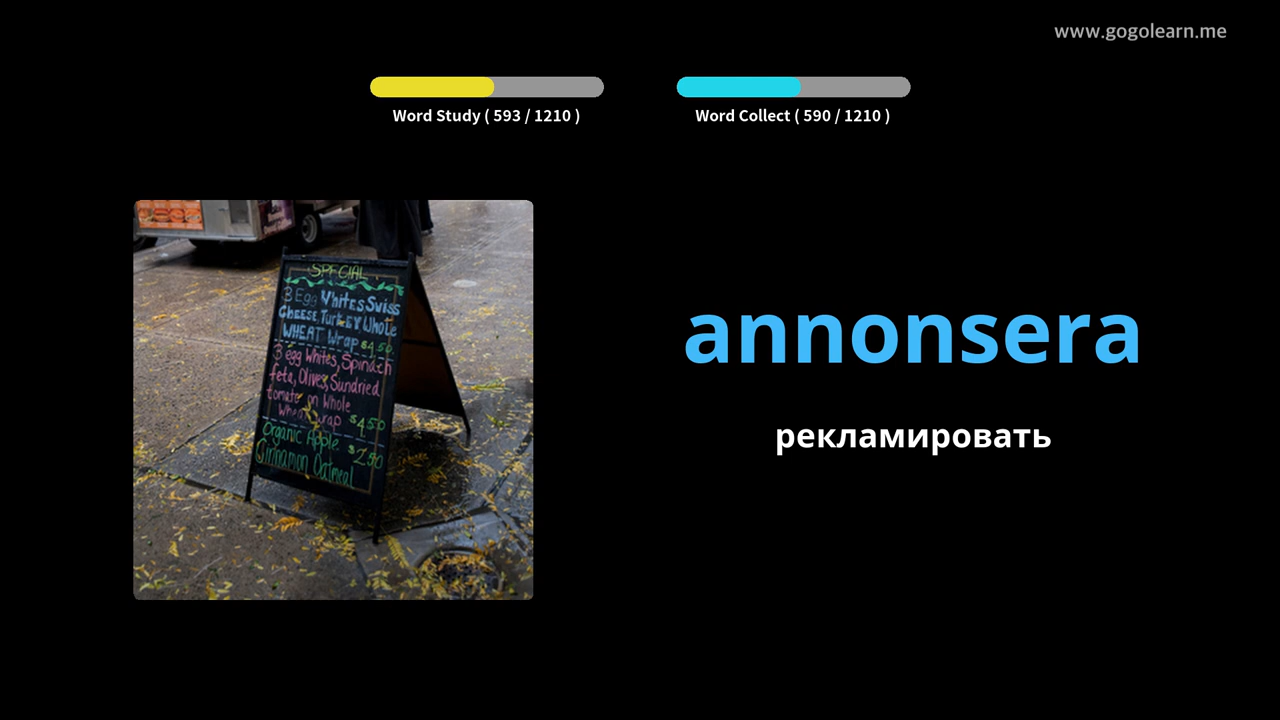 www.gogolearn.me
Word Study ( 593 / 1210 )
Word Collect ( 590 / 1210 )
SPECIAL
3 Egg Whites Swiss
Cheese, Turkey Whole
WHEAT Wrap $4.50
3 egg Whites, Spinach
feta, Olives, Sundried
tomato on Whole
Wheat Wrap $4.50
Organic Apple
Cinnamon Oatmeal $2.50
annonsera
рекламировать